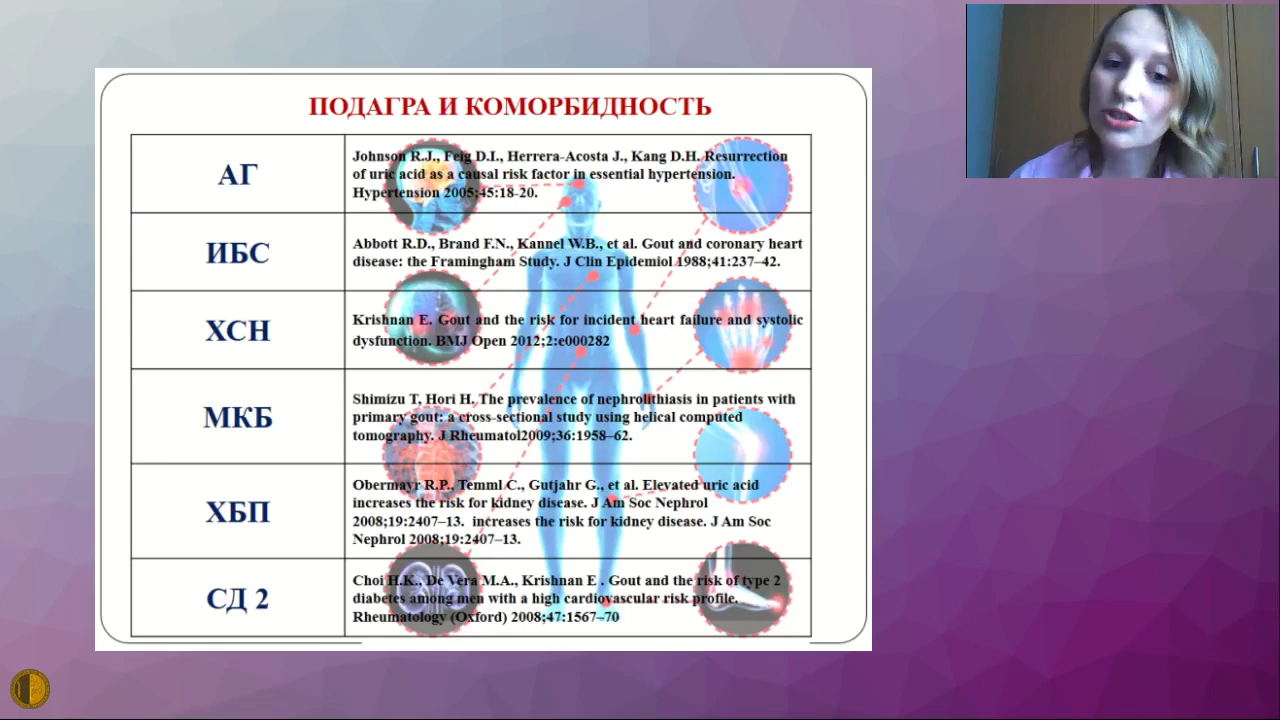 ПОДАГРА И КОМОРБИДНОСТЬ
АГ
Johnson R.J., Feig D.I., Herrera-Acosta J., Kang D.H. Resurrection
of uric acid as a causal risk factor in essential hypertension.
Hypertension 2005;45:18-20.
ИБС
Abbott R.D., Brand F.N., Kannel W.B., et al. Gout and coronary heart
disease: the Framingham Study. J Clin Epidemiol 1988;41:237–42.
ХСН
Krishnan E. Gout and the risk for incident heart failure and systolic
dysfunction. BMJ Open 2012;2:e000282
МКБ
Shimizu T, Hori H. The prevalence of nephrolithiasis in patients with
primary gout: a cross-sectional study using helical computed
tomography. J Rheumatol2009;36:1958–62.
ХБП
Obermayr R.P., Temml C., Gutjahr G., et al. Elevated uric acid
increases the risk for kidney disease. J Am Soc Nephrol
2008;19:2407–13. increases the risk for kidney disease. J Am Soc
Nephrol 2008;19:2407–13.
СД 2
Choi H.K., De Vera M.A., Krishnan E . Gout and the risk of type 2
diabetes among men with a high cardiovascular risk profile.
Rheumatology (Oxford) 2008;47:1567–70